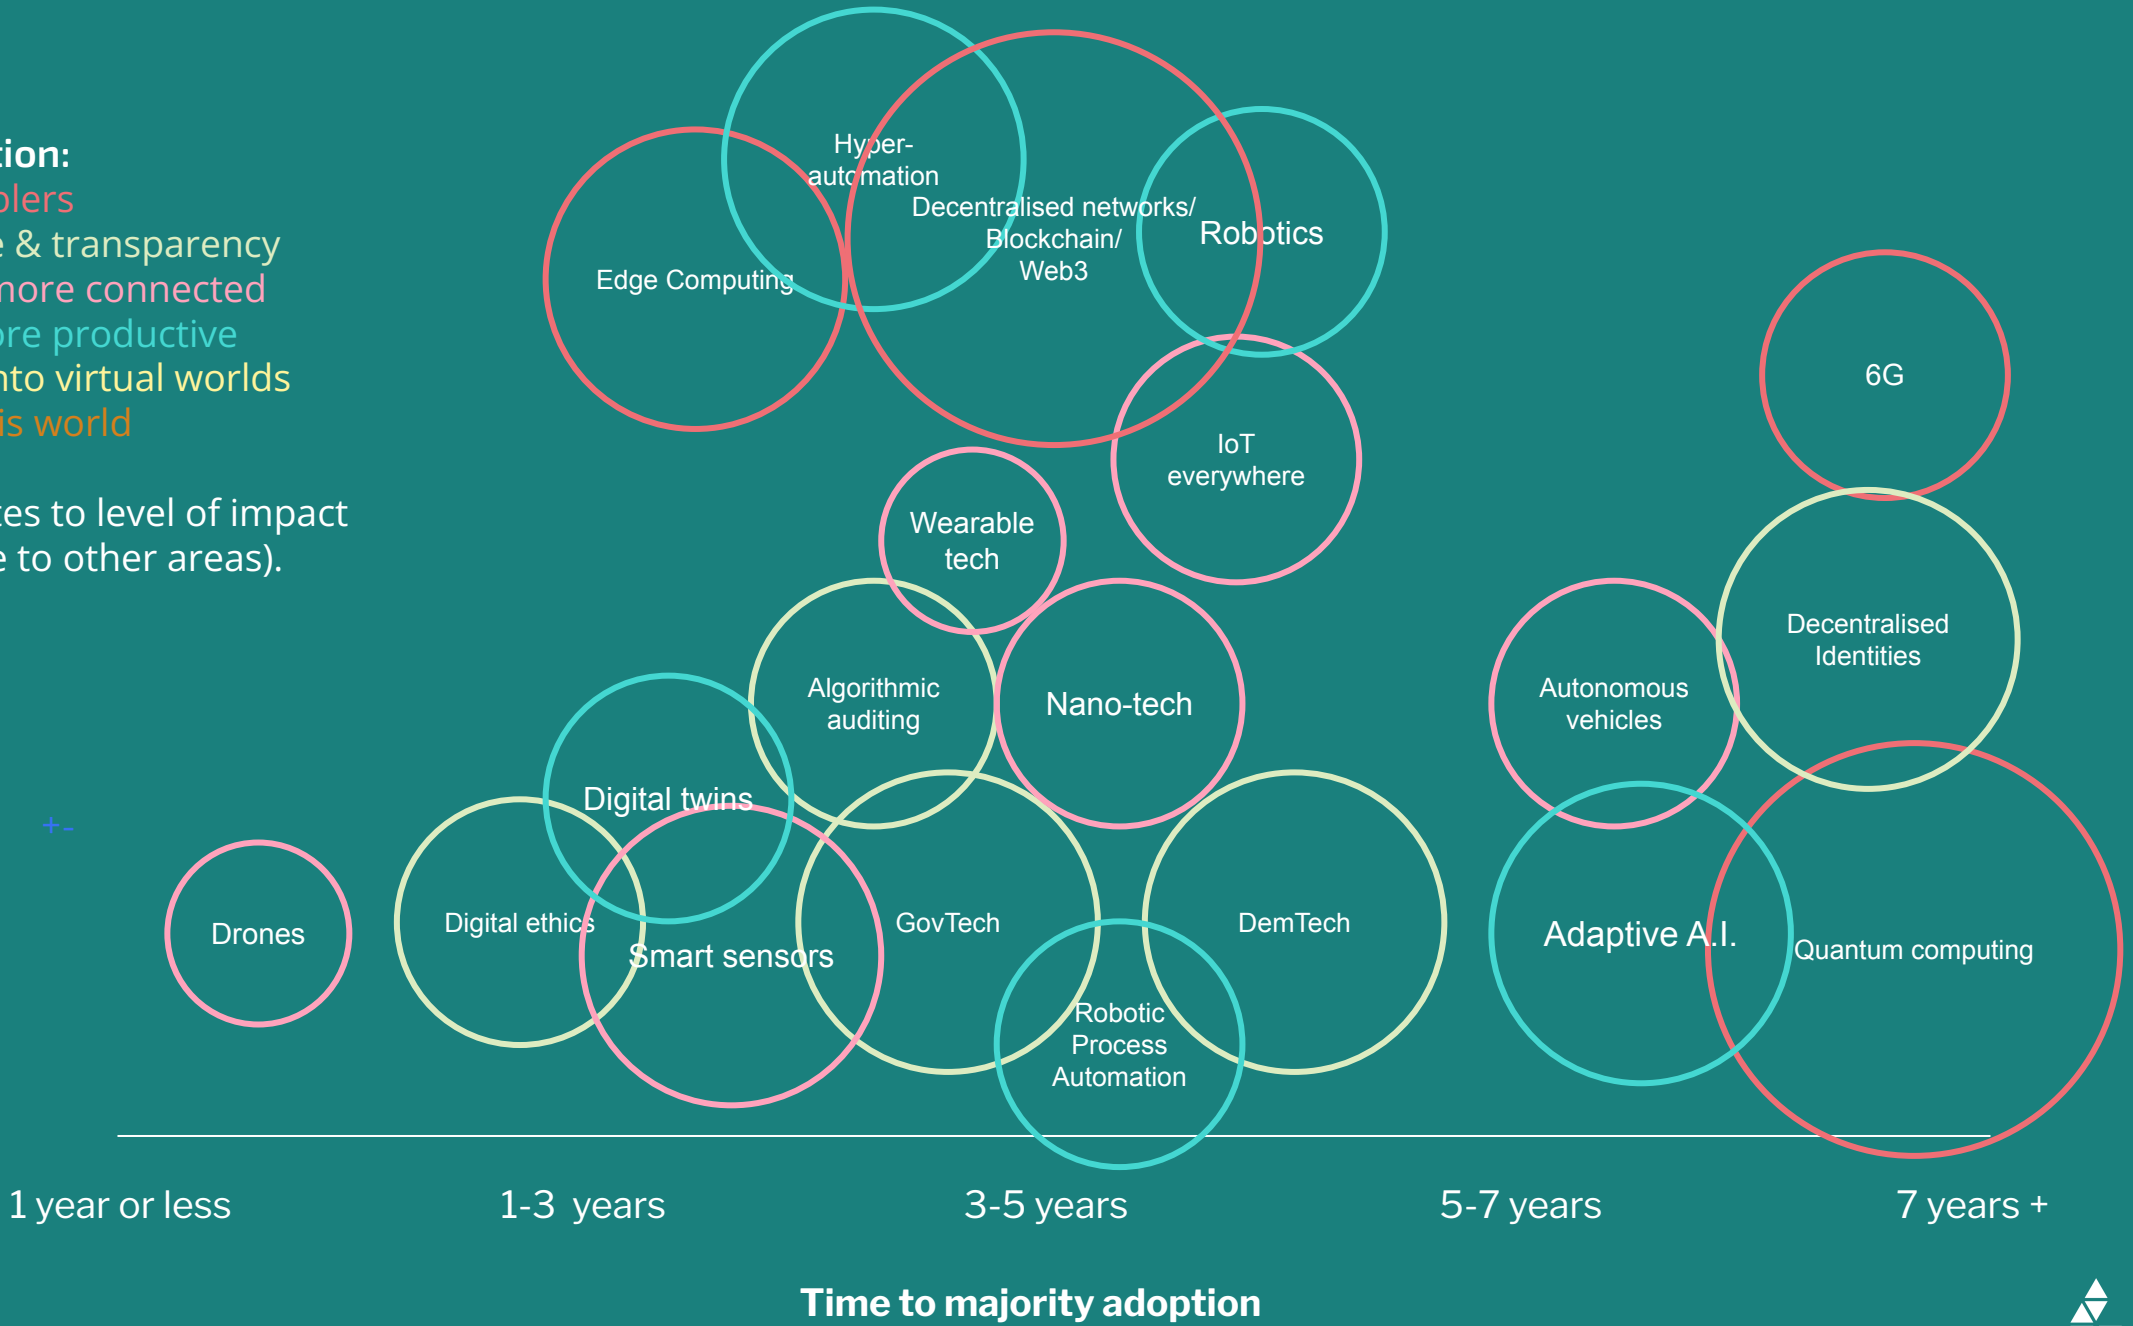 tion:
blers
e & transparency
more connected
ore productive
nto virtual worlds
is world
tes to level of impact
e to other areas).
+-
Hyper-
automation
Decentralised networks/
Blockchain/
Web3
Robotics
Edge Computing
6G
IoT
everywhere
Wearable
tech
Decentralised
Identities
Algorithmic
auditing
Nano-tech
Autonomous
vehicles
Digital twins
Drones
Digital ethics
Smart sensors
GovTech
DemTech
Adaptive A.I.
Quantum computing
Robotic
Process
Automation
1 year or less
1-3 years
3-5 years
5-7 years
7 years +
Time to majority adoption